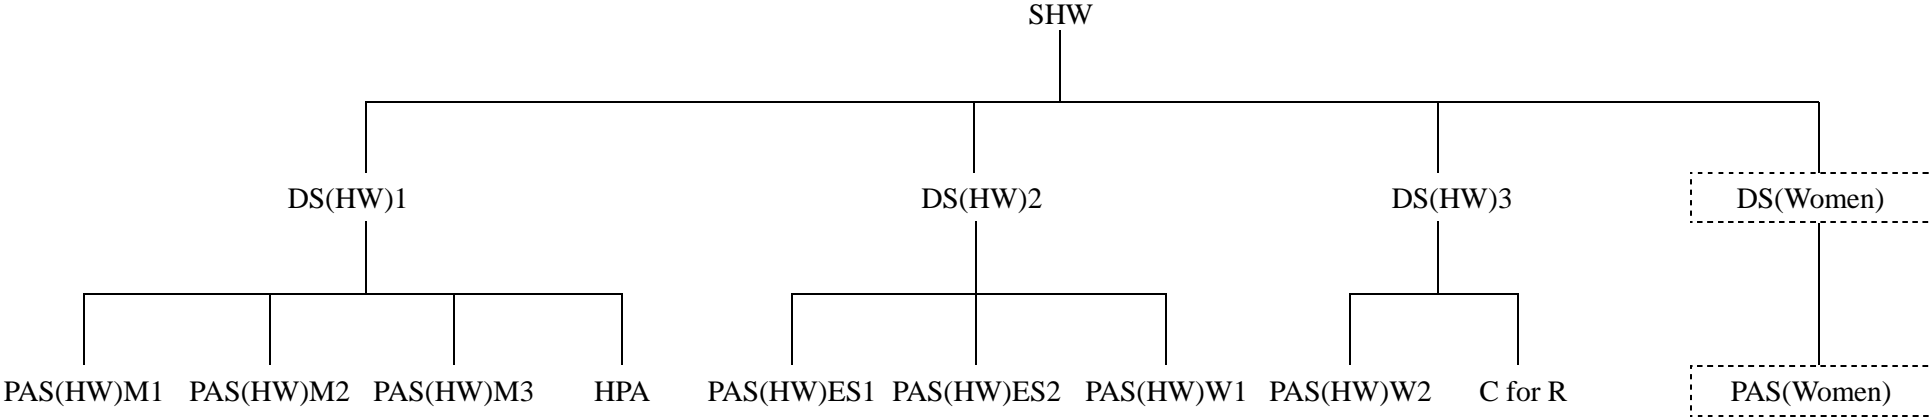 SHW
DS(HW)1 DS(HW)2 DS(HW)3 DS(Women)
PAS(HW)M1 PAS(HW)M2 PAS(HW)M3 HPA PAS(HW)ES1 PAS(HW)ES2 PAS(HW)W1 PAS(HW)W2 C for R PAS(Women)